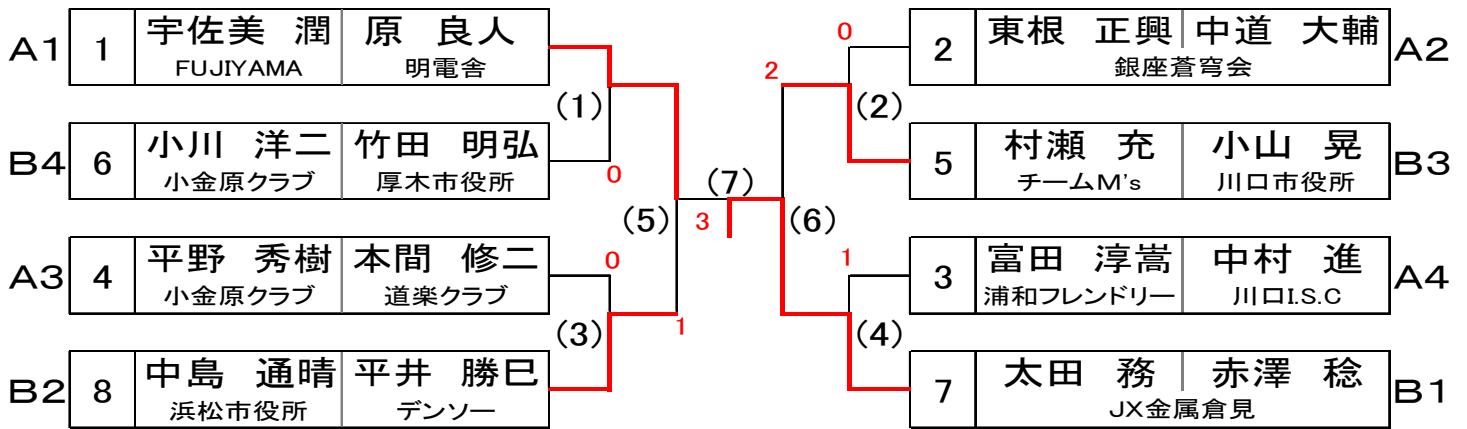 A1 1 宇佐美 潤 原 良人
FUJIYAMA 明電舎
(1)
B4 6 小川 洋二 竹田 明弘
小金原クラブ 厚木市役所
0
(5)
A3 4 平野 秀樹 本間 修二
小金原クラブ 道楽クラブ
0
(3)
1
B2 8 中島 通晴 平井 勝巳
浜松市役所 デンソー
(7)
3
0
2 東根 正興 中道 大輔 A2
銀座蒼穹会
2
(2)
5 村瀬 充 小山 晃 B3
チームM's 川口市役所
(6)
1
3 富田 淳嵩 中村 進 A4
浦和フレンドリー 川口I.S.C
(4)
7 太田 務 赤澤 稔 B1
JX金属倉見